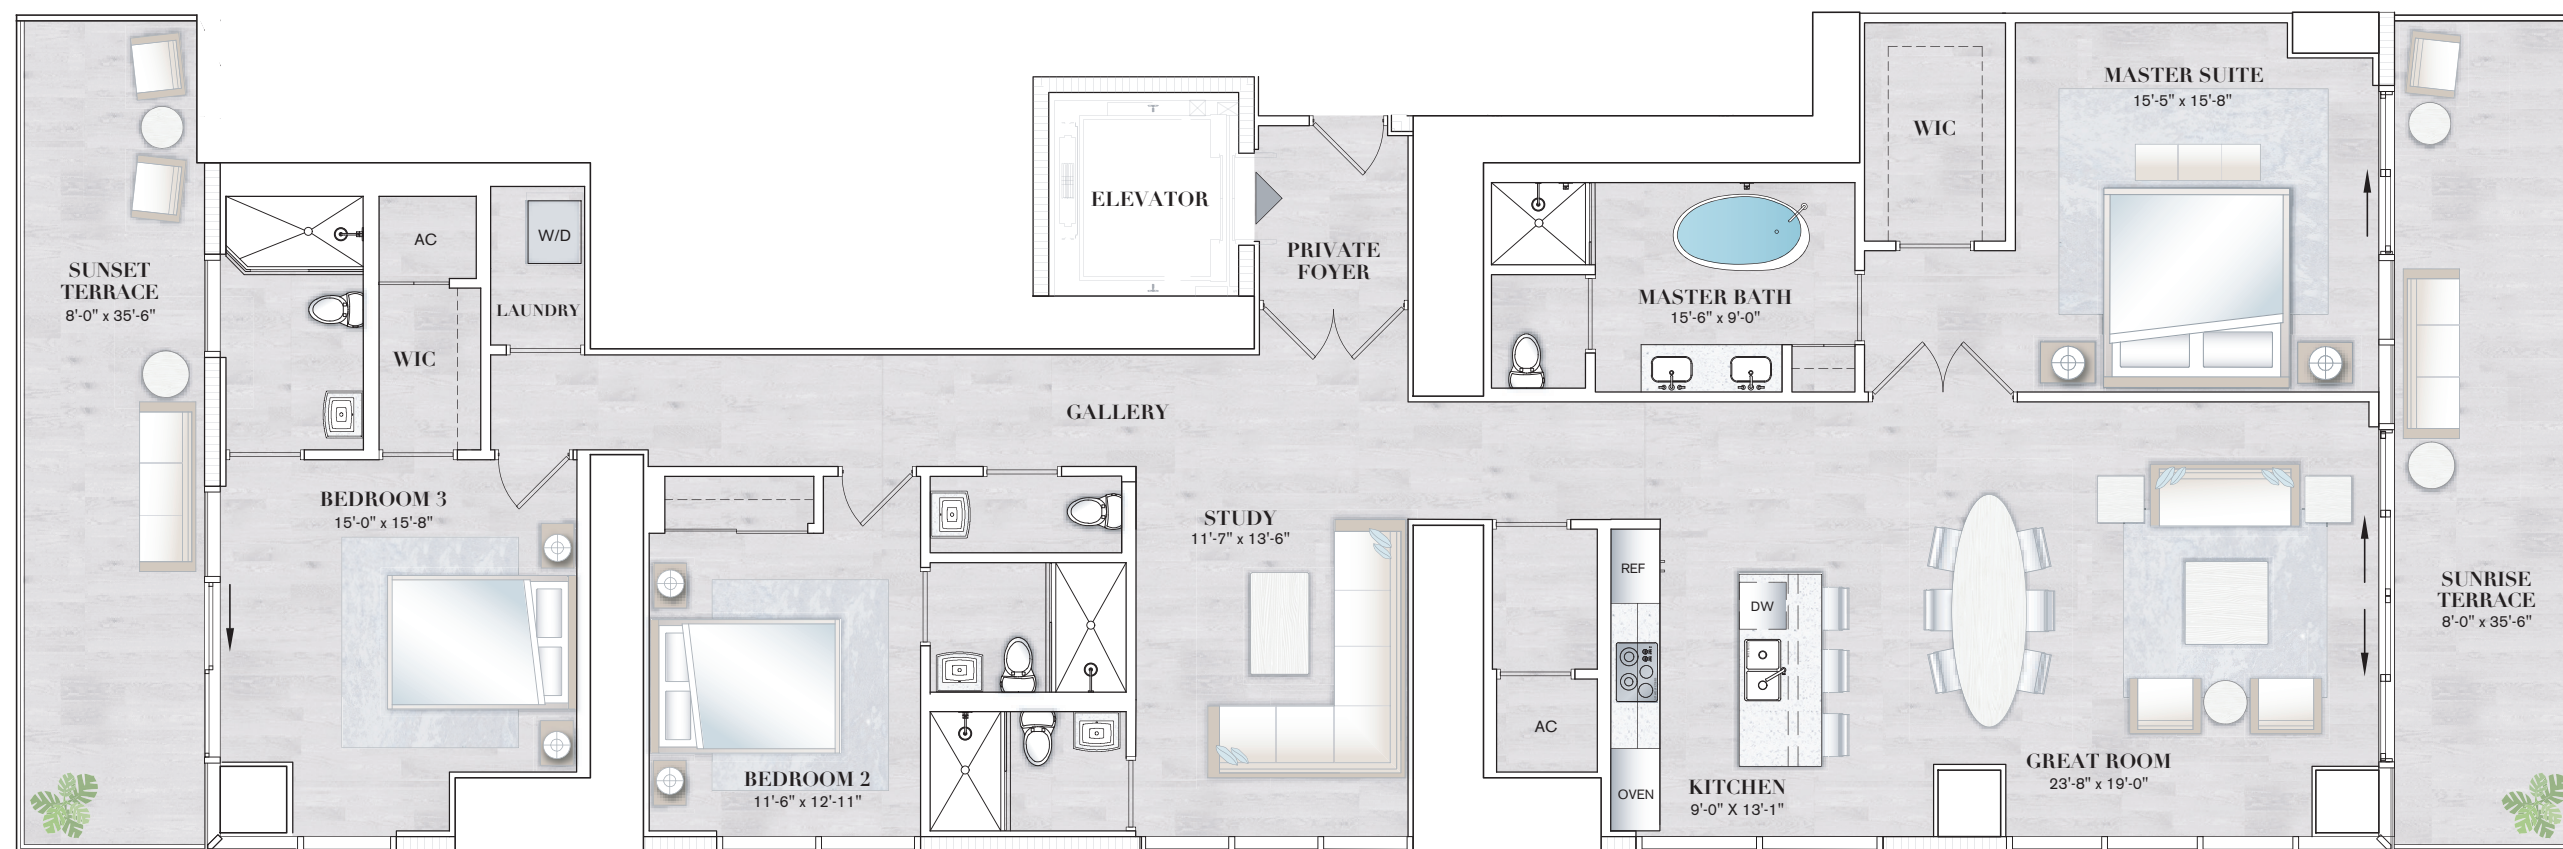 SUNSET
TERRACE
8'-0" x 35'-6"
AC
W/D
LAUNDRY
WIC
BEDROOM 3
15'-0" x 15'-8"
BEDROOM 2
11'-6" x 12'-11"
GALLERY
ELEVATOR
PRIVATE
FOYER
STUDY
11'-7" x 13'-6"
MASTER BATH
15'-6" x 9'-0"
WIC
MASTER SUITE
15'-5" x 15'-8"
AC
REF
OVEN
DW
KITCHEN
9'-0" X 13'-1"
GREAT ROOM
23'-8" x 19'-0"
SUNRISE
TERRACE
8'-0" x 35'-6"